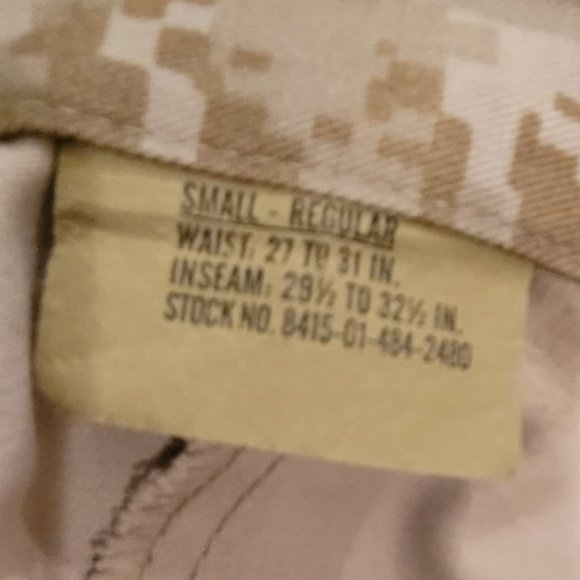 SMALL - REGULAR
WAIST: 27 TO 31 IN.
INSEAM: 29½ TO 32½ IN.
STOCK NO. 8415-01-484-2480